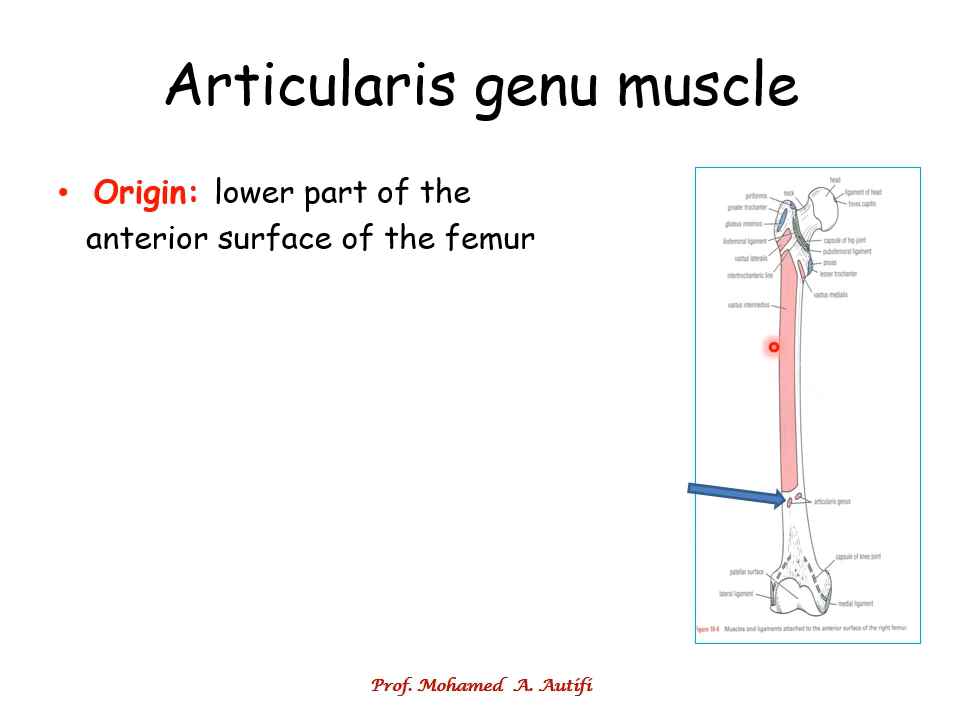 Articularis genu muscle
• Origin: lower part of the
anterior surface of the femur
head
neck
ligament of head
piriformis
fovea capitis
greater trochanter
gluteus minimus
iliofemoral ligament
capsule of hip joint
pubofemoral ligament
vastus lateralis
psoas
intertrochanteric line
lesser trochanter
vastus medialis
vastus intermedius
articularis genus
capsule of knee joint
patellar surface
lateral ligament
medial ligament
Figure 10-6 Muscles and ligaments attached to the anterior surface of the right femur.
Prof. Mohamed A. Autifi